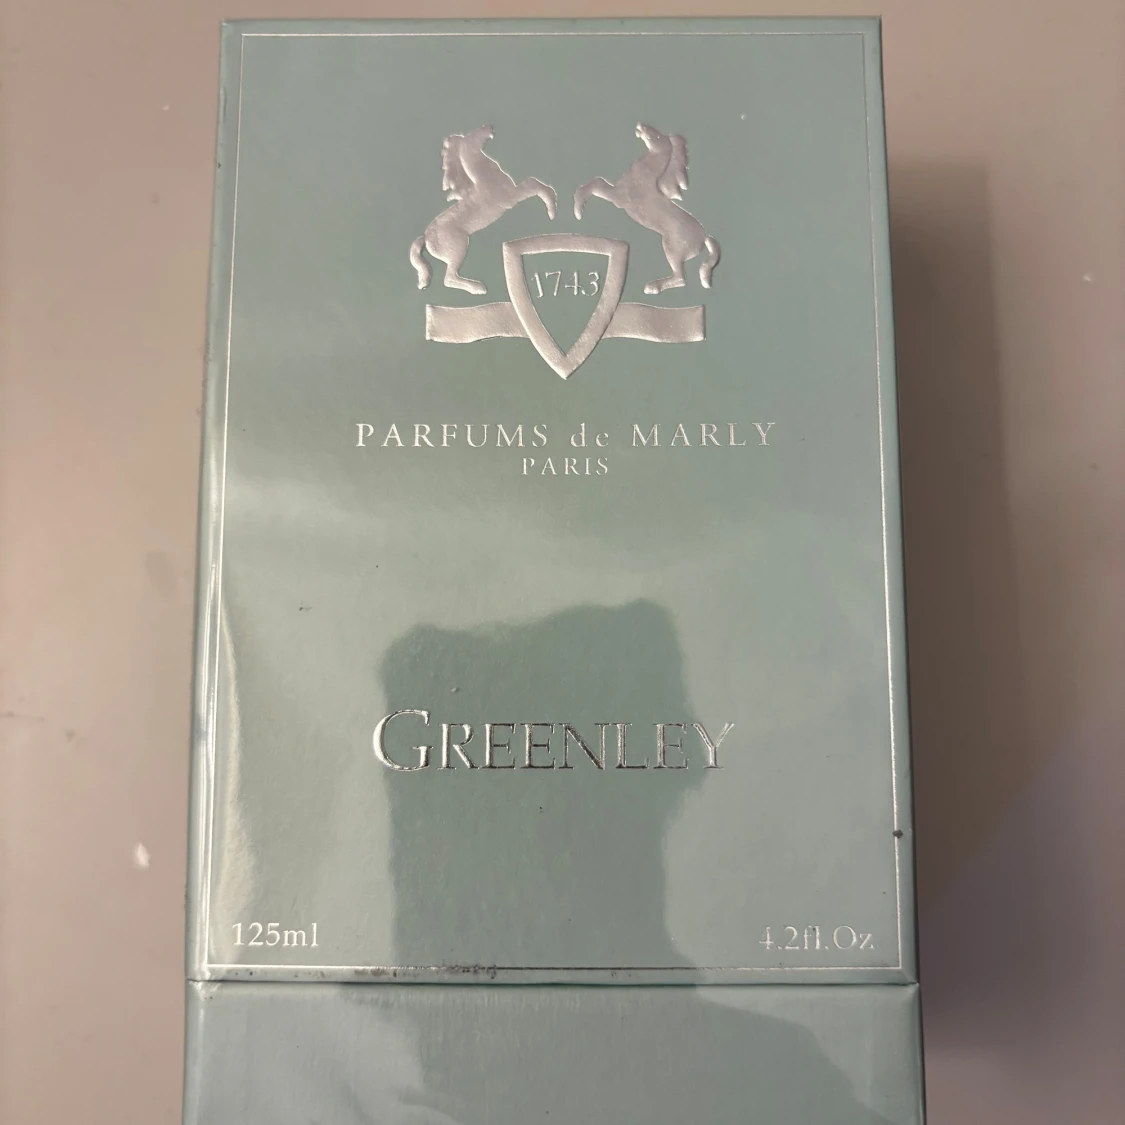 1743
PARFUMS de MARLY
PARIS
GREENLEY
125ml
4.2fl.Oz